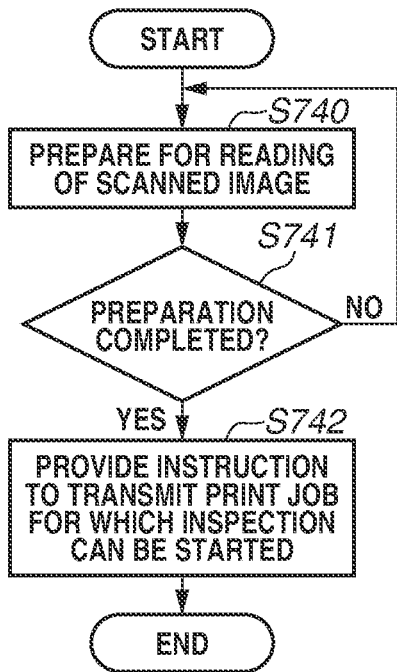 START
S740
PREPARE FOR READING
OF SCANNED IMAGE
S741
PREPARATION
COMPLETED?
NO
YES
S742
PROVIDE INSTRUCTION
TO TRANSMIT PRINT JOB
FOR WHICH INSPECTION
CAN BE STARTED
END